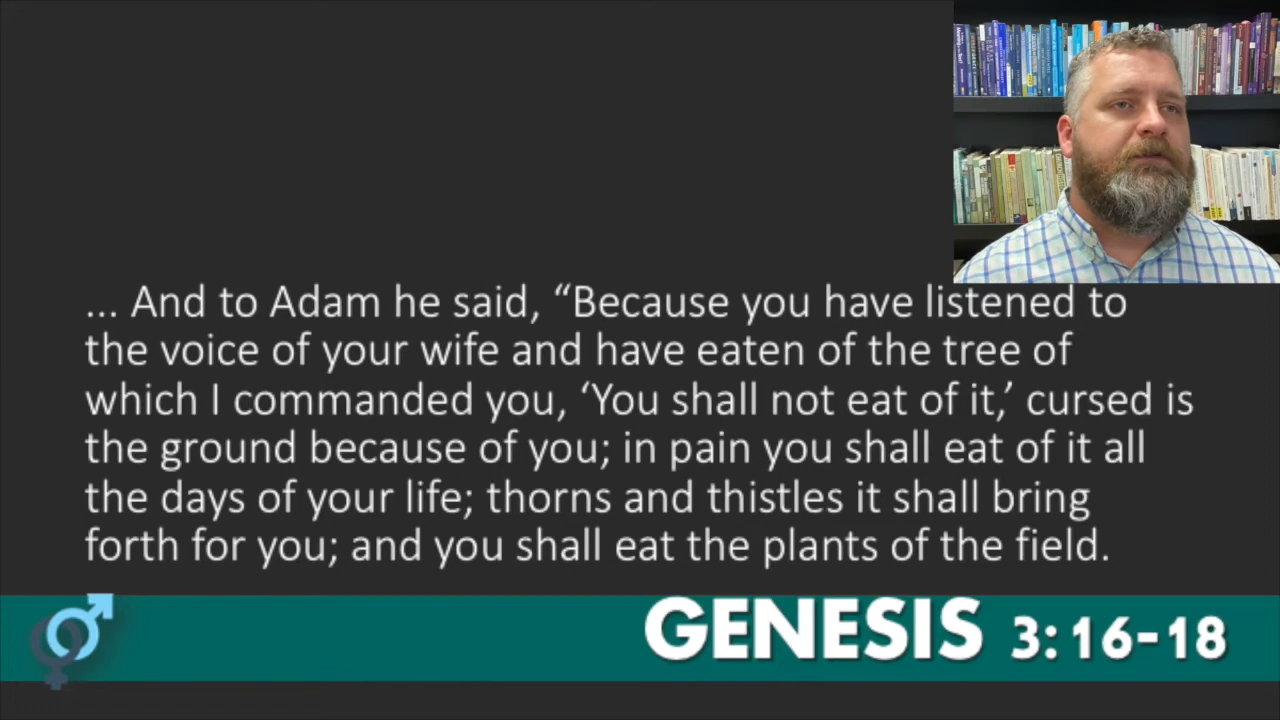 ... And to Adam he said, “Because you have listened to
the voice of your wife and have eaten of the tree of
which I commanded you, ‘You shall not eat of it,’ cursed is
the ground because of you; in pain you shall eat of it all
the days of your life; thorns and thistles it shall bring
forth for you; and you shall eat the plants of the field.
GENESIS 3:16-18